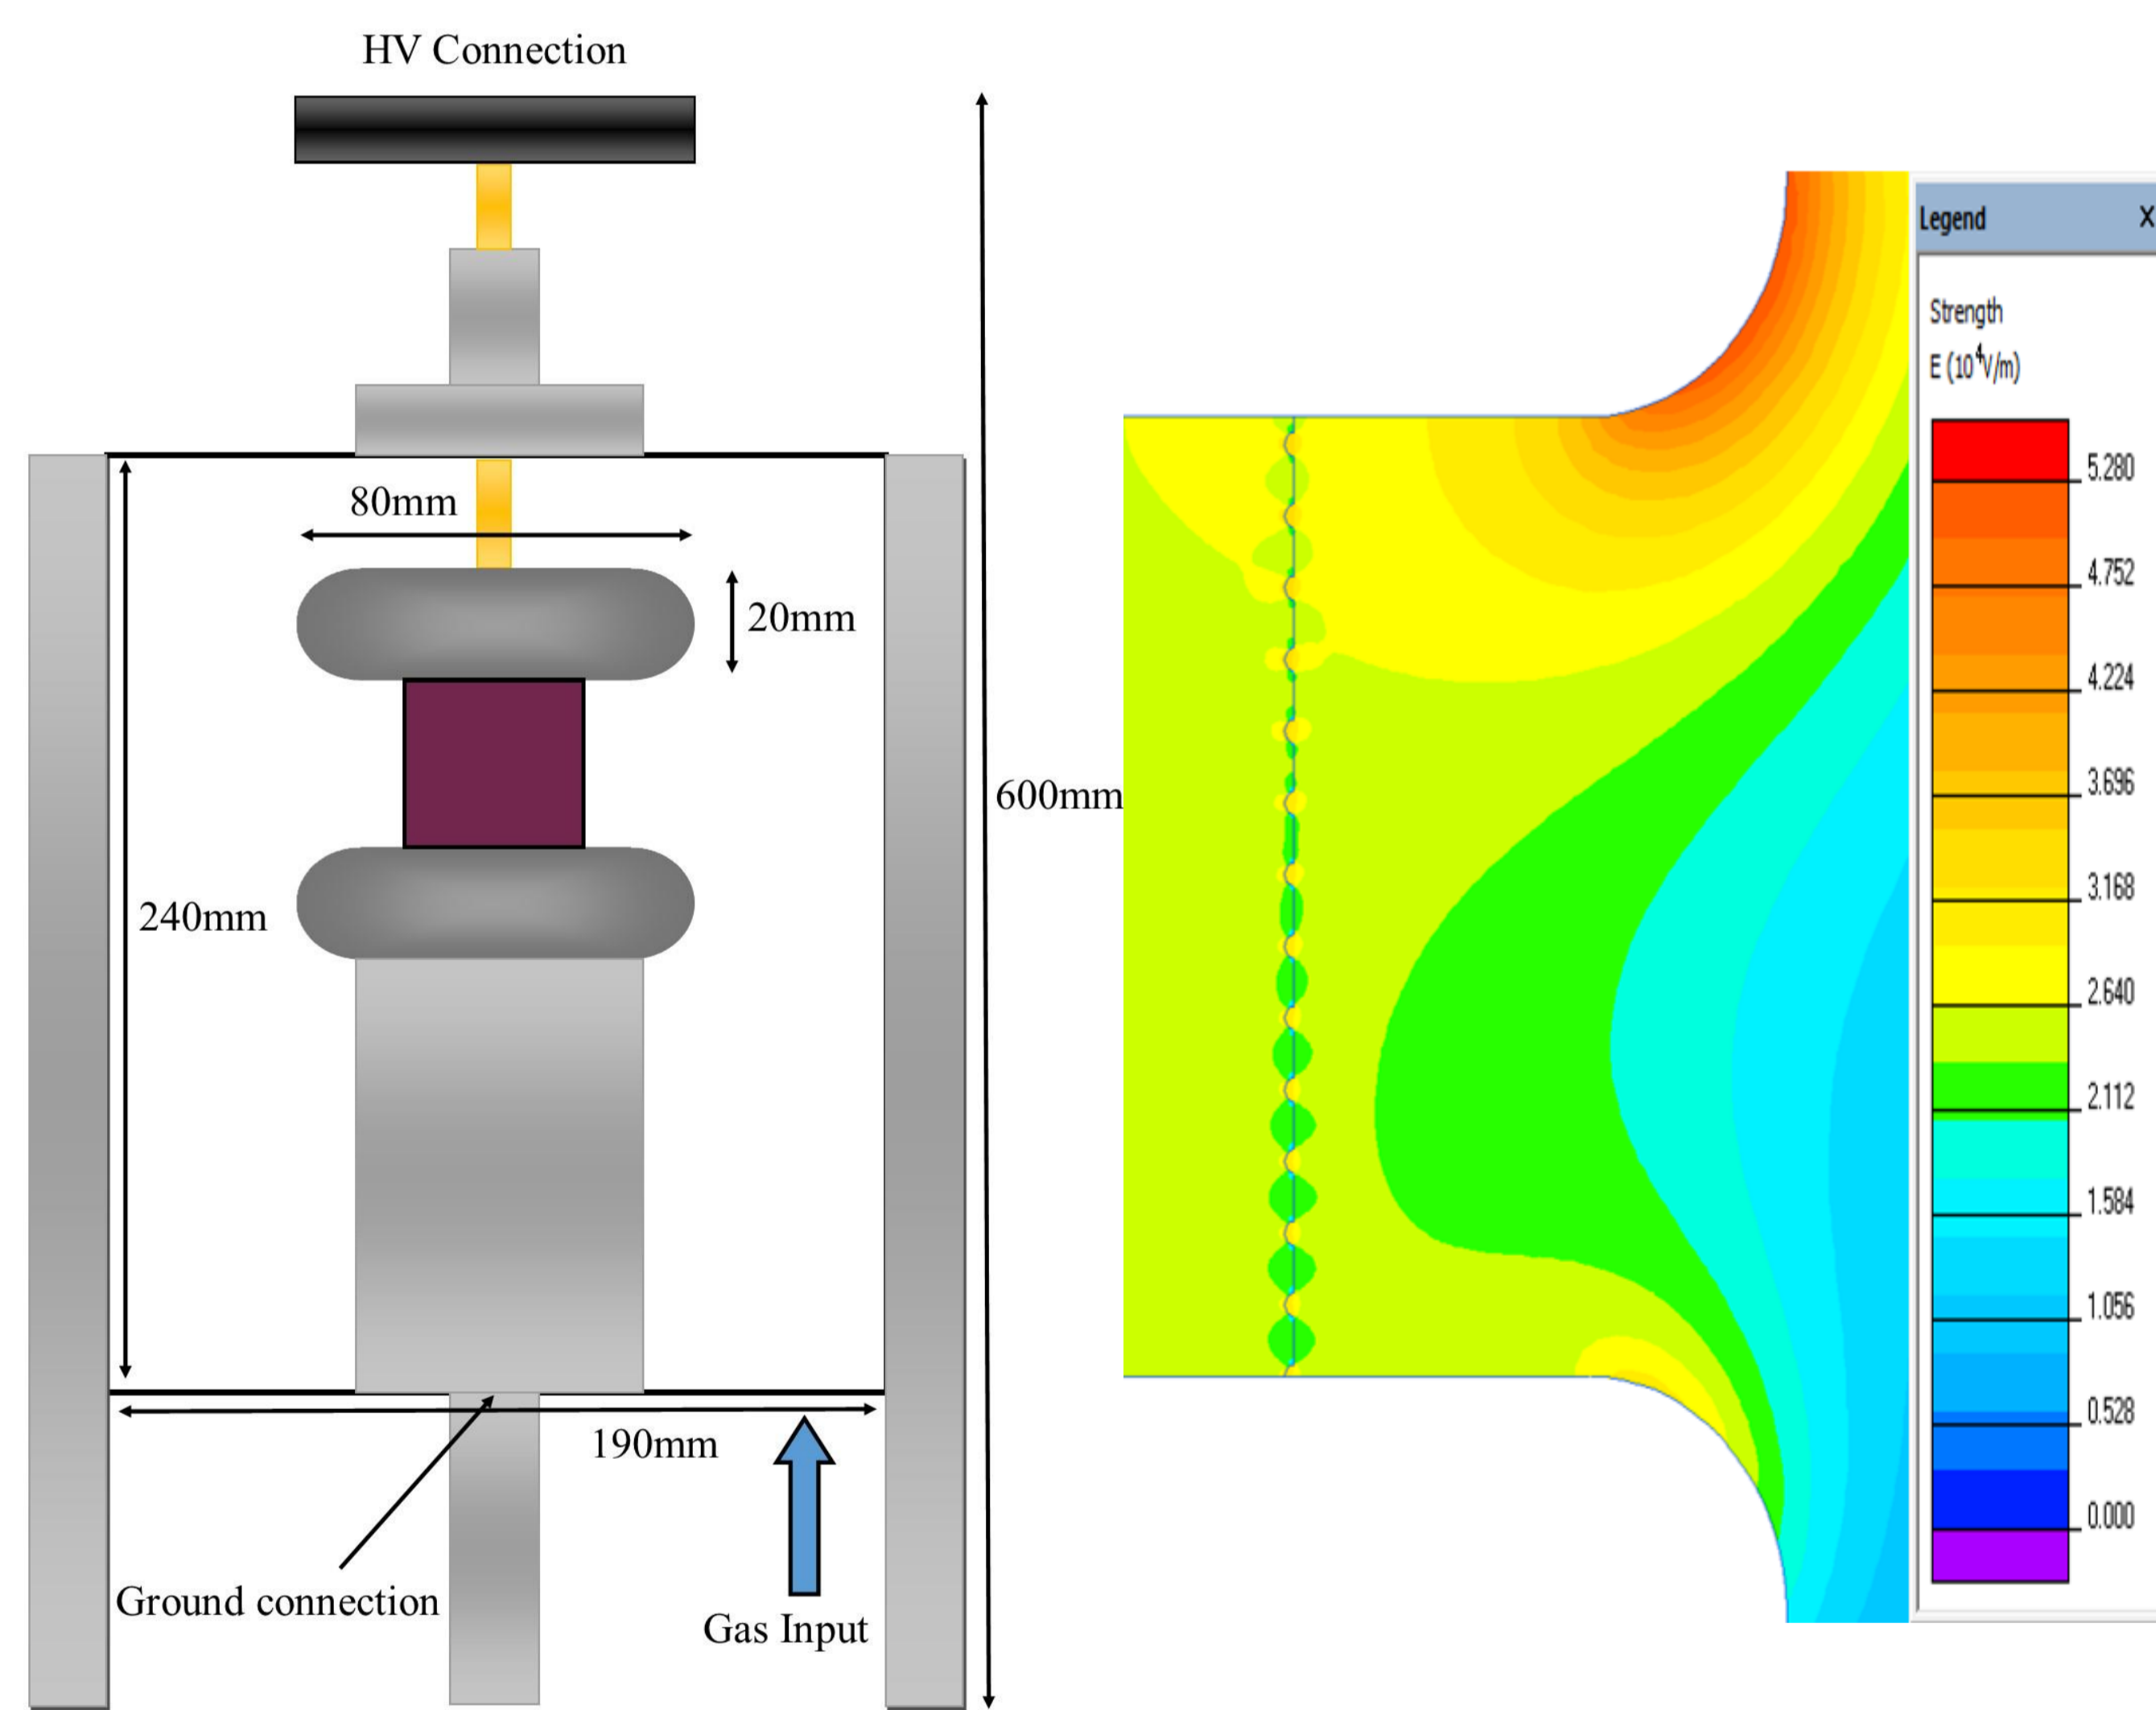 HV Connection
80mm
20mm
600mm
240mm
190mm
Ground connection
Gas Input
Legend X
Strength
E (10⁴V/m)
5.280
4.752
4.224
3.696
3.168
2.640
2.112
1.584
1.056
0.528
0.000